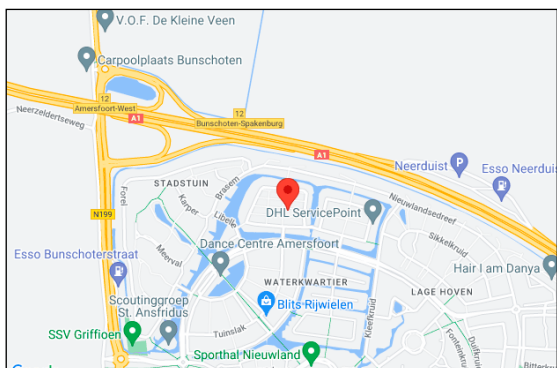 V.O.F. De Kleine Veen
Carpoolplaats Bunschoten
12
Amersfoort-West
12
Neerzeldertseweg
A1
Bunschoten-Spakenburg
A1
Neerduist
P
Esso Neerduist
STADSTUIN
Brasem
Karper
Libelle
Forel
DHL ServicePoint
Nieuwlandsedreef
N199
Sikkelkruid
Dance Centre Amersfoort
Meerval
Esso Bunschoterstraat
Hair I am Danya
WATERKWARTIER
LAGE HOVEN
Scoutinggroep
St. Ansfridus
Blits Rijwielen
Kleefkruid
SSV Griffioen
Tuinslak
Sporthal Nieuwland
Fonteinkruid
Duifkruid